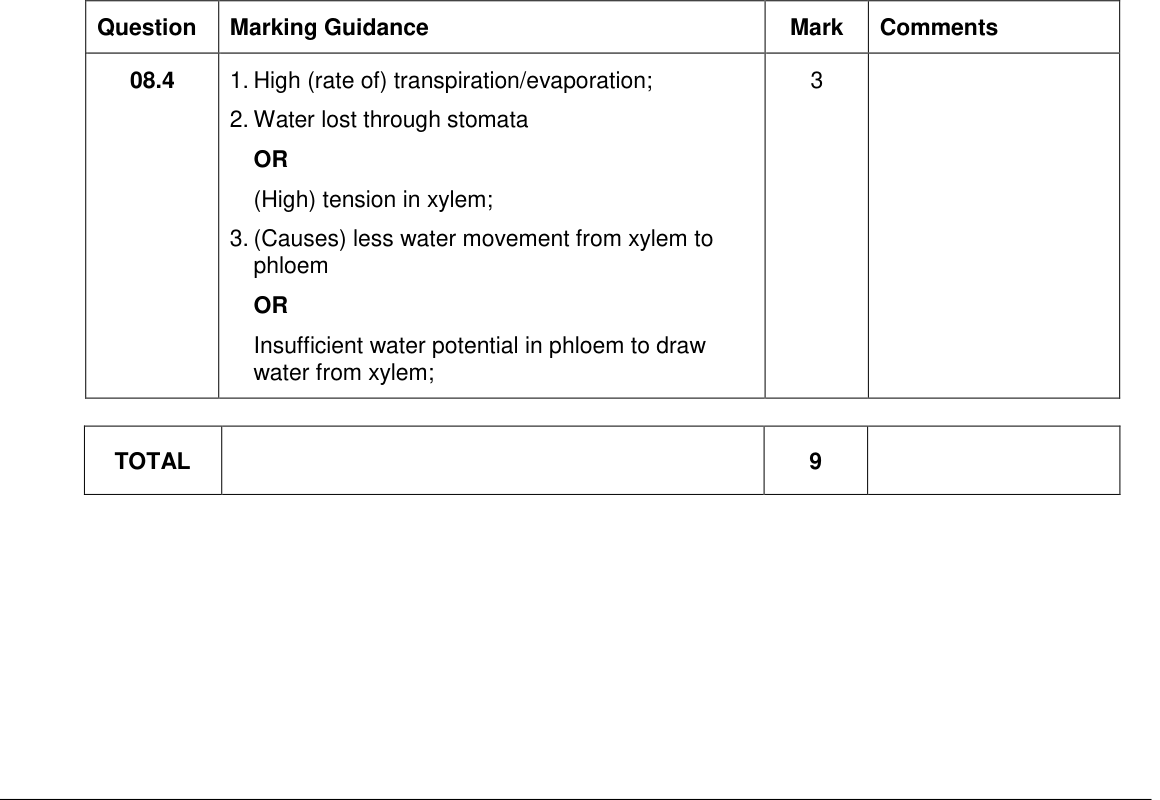 Question Marking Guidance Mark Comments
08.4 1. High (rate of) transpiration/evaporation; 3
2. Water lost through stomata
OR
(High) tension in xylem;
3. (Causes) less water movement from xylem to
phloem
OR
Insufficient water potential in phloem to draw
water from xylem;
TOTAL 9